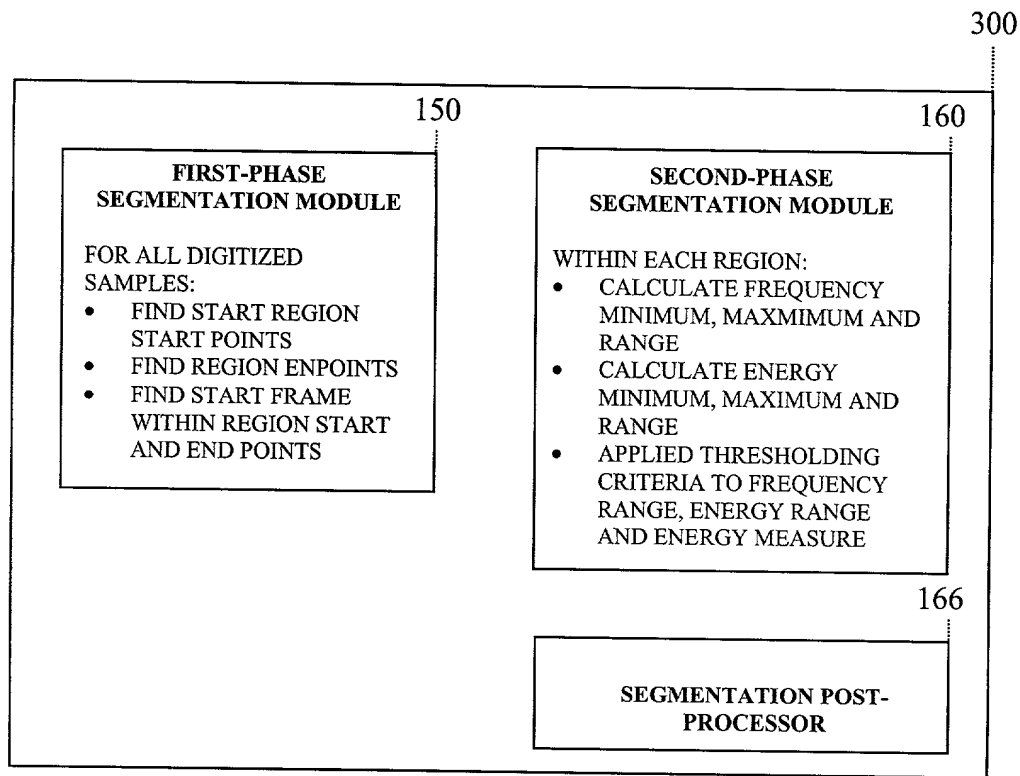 300
150
FIRST-PHASE
SEGMENTATION MODULE
FOR ALL DIGITIZED
SAMPLES:
• FIND START REGION
START POINTS
• FIND REGION ENPOINTS
• FIND START FRAME
WITHIN REGION START
AND END POINTS
160
SECOND-PHASE
SEGMENTATION MODULE
WITHIN EACH REGION:
• CALCULATE FREQUENCY
MINIMUM, MAXMIMUM AND
RANGE
• CALCULATE ENERGY
MINIMUM, MAXIMUM AND
RANGE
• APPLIED THRESHOLDING
CRITERIA TO FREQUENCY
RANGE, ENERGY RANGE
AND ENERGY MEASURE
166
SEGMENTATION POST-
PROCESSOR